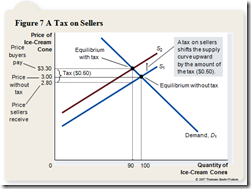 Figure 7 A Tax on Sellers
Price of
Ice-Cream
Cone
Price
buyers
pay
$3.30
3.00
2.80
Price
without
tax
Price
sellers
receive
Tax ($0.60)
Equilibrium
with tax
S2
S1
A tax on sellers
shifts the supply
curve upward
by the amount of
the tax ($0.60).
Equilibrium without tax
Demand, D1
0
90
100
Quantity of
Ice-Cream Cones